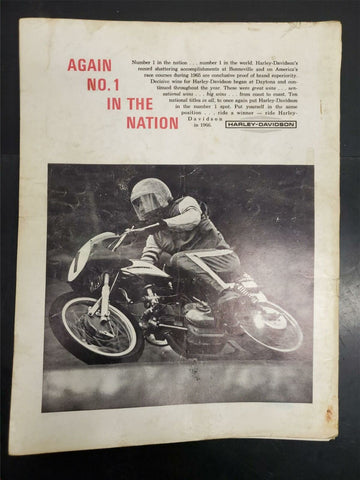 AGAIN
NO. 1
IN THE
NATION
Number 1 in the nation . . . number 1 in the world. Harley-Davidson's
record shattering accomplishments at Bonneville and on America's
race courses during 1965 are conclusive proof of brand superiority.
Decisive wins for Harley-Davidson began at Daytona and con-
tinued throughout the year. These were great wins . . . sen-
sational wins . . . big wins . . . from coast to coast. Ten
national titles in all, to once again put Harley-Davidson
in the number 1 spot. Put yourself in the same
position . . . ride a winner — ride Harley-
Davidson
in 1966.
HARLEY-DAVIDSON